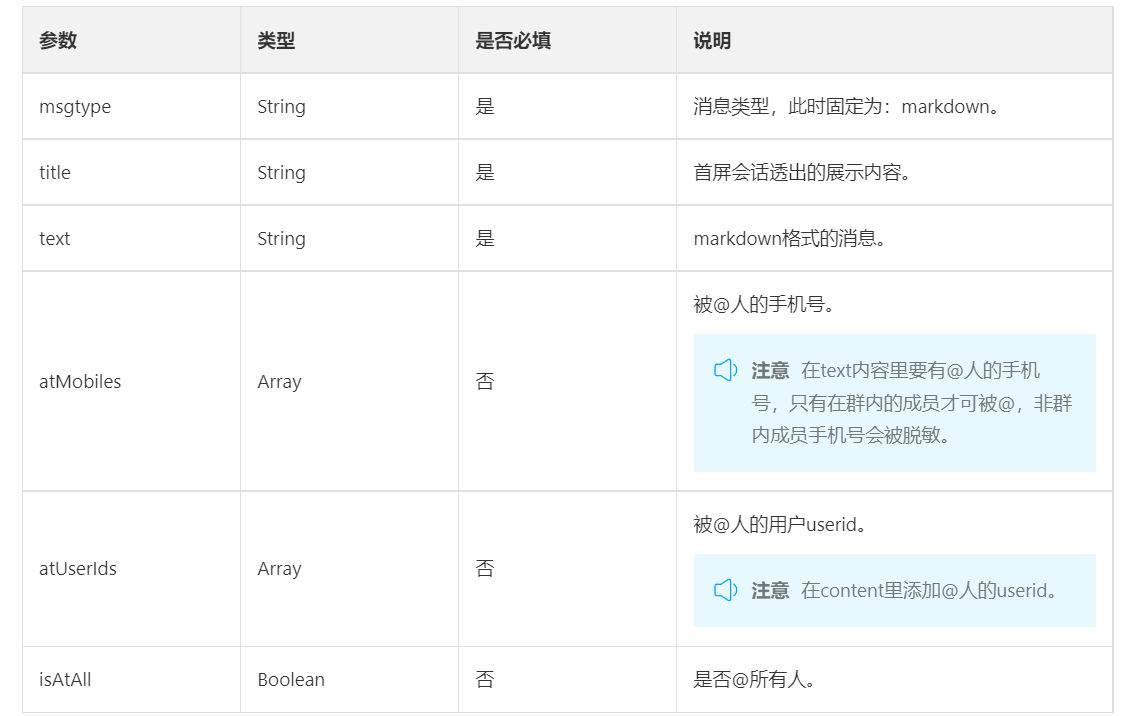 参数 类型 是否必填 说明
msgtype String 是 消息类型，此时固定为：markdown。
title String 是 首屏会话透出的展示内容。
text String 是 markdown格式的消息。
atMobiles Array 否 被@人的手机号。
注意 在text内容里要有@人的手机
号，只有在群内的成员才可被@，非群
内成员手机号会被脱敏。
atUserIds Array 否 被@人的用户userid。
注意 在content里添加@人的userid。
isAtAll Boolean 否 是否@所有人。